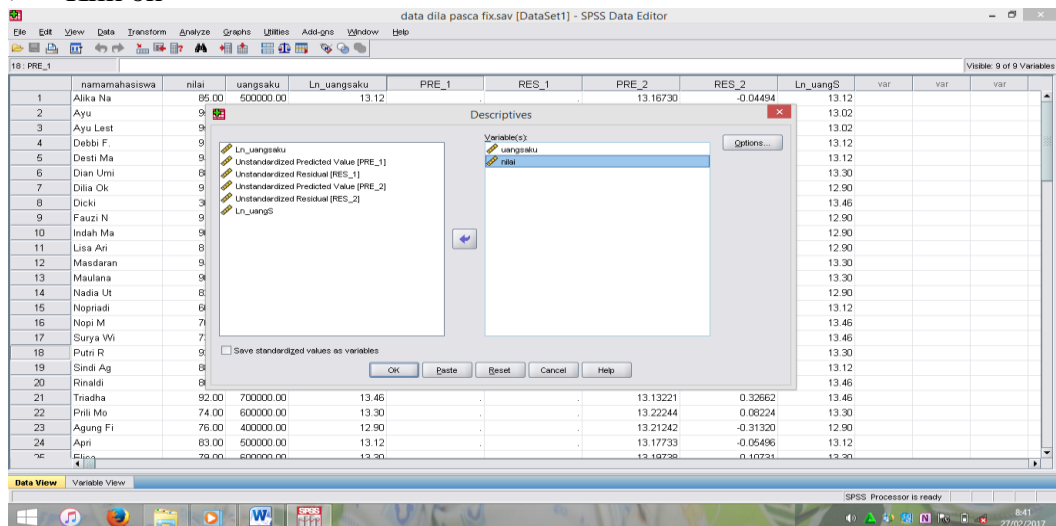 Klik ok
data dila pasca fix.sav [DataSet1] - SPSS Data Editor
File Edit View Data Transform Analyze Graphs Utilities Add-ons Window Help
18 : PRE_1
Visible: 9 of 9 Variables
namamahasiswa nilai uangsaku Ln_uangsaku PRE_1 RES_1 PRE_2 RES_2 Ln_uangS var var var
1 Alika Na 85.00 500000.00 13.12 . . 13.16730 -0.04494 13.12
2 Ayu 13.02
3 Ayu Lest 13.02
4 Debbi F. 13.12
5 Desti Ma 13.12
6 Dian Umi 13.30
7 Dilia Ok 12.90
8 Dicki 13.46
9 Fauzi N 12.90
10 Indah Ma 12.90
11 Lisa Ari 12.90
12 Masdaran 13.30
13 Maulana 13.30
14 Nadia Ut 12.90
15 Nopriadi 13.12
16 Nopi M 13.46
17 Surya Wi 13.46
18 Putri R 13.30
19 Sindi Ag 13.12
20 Rinaldi 13.46
21 Triadha 92.00 700000.00 13.46 . . 13.13221 0.32662 13.46
22 Prili Mo 74.00 600000.00 13.30 . . 13.22244 0.08224 13.30
23 Agung Fi 76.00 400000.00 12.90 . . 13.21242 -0.31320 12.90
24 Apri 83.00 500000.00 13.12 . . 13.17733 -0.05496 13.12
Descriptives
Variable(s):
Ln_uangsaku
Unstandardized Predicted Value [PRE_1]
Unstandardized Residual [RES_1]
Unstandardized Predicted Value [PRE_2]
Unstandardized Residual [RES_2]
Ln_uangS
uangsaku
nilai
Options...
Save standardized values as variables
OK Paste Reset Cancel Help
Data View Variable View
SPSS Processor is ready
8:41